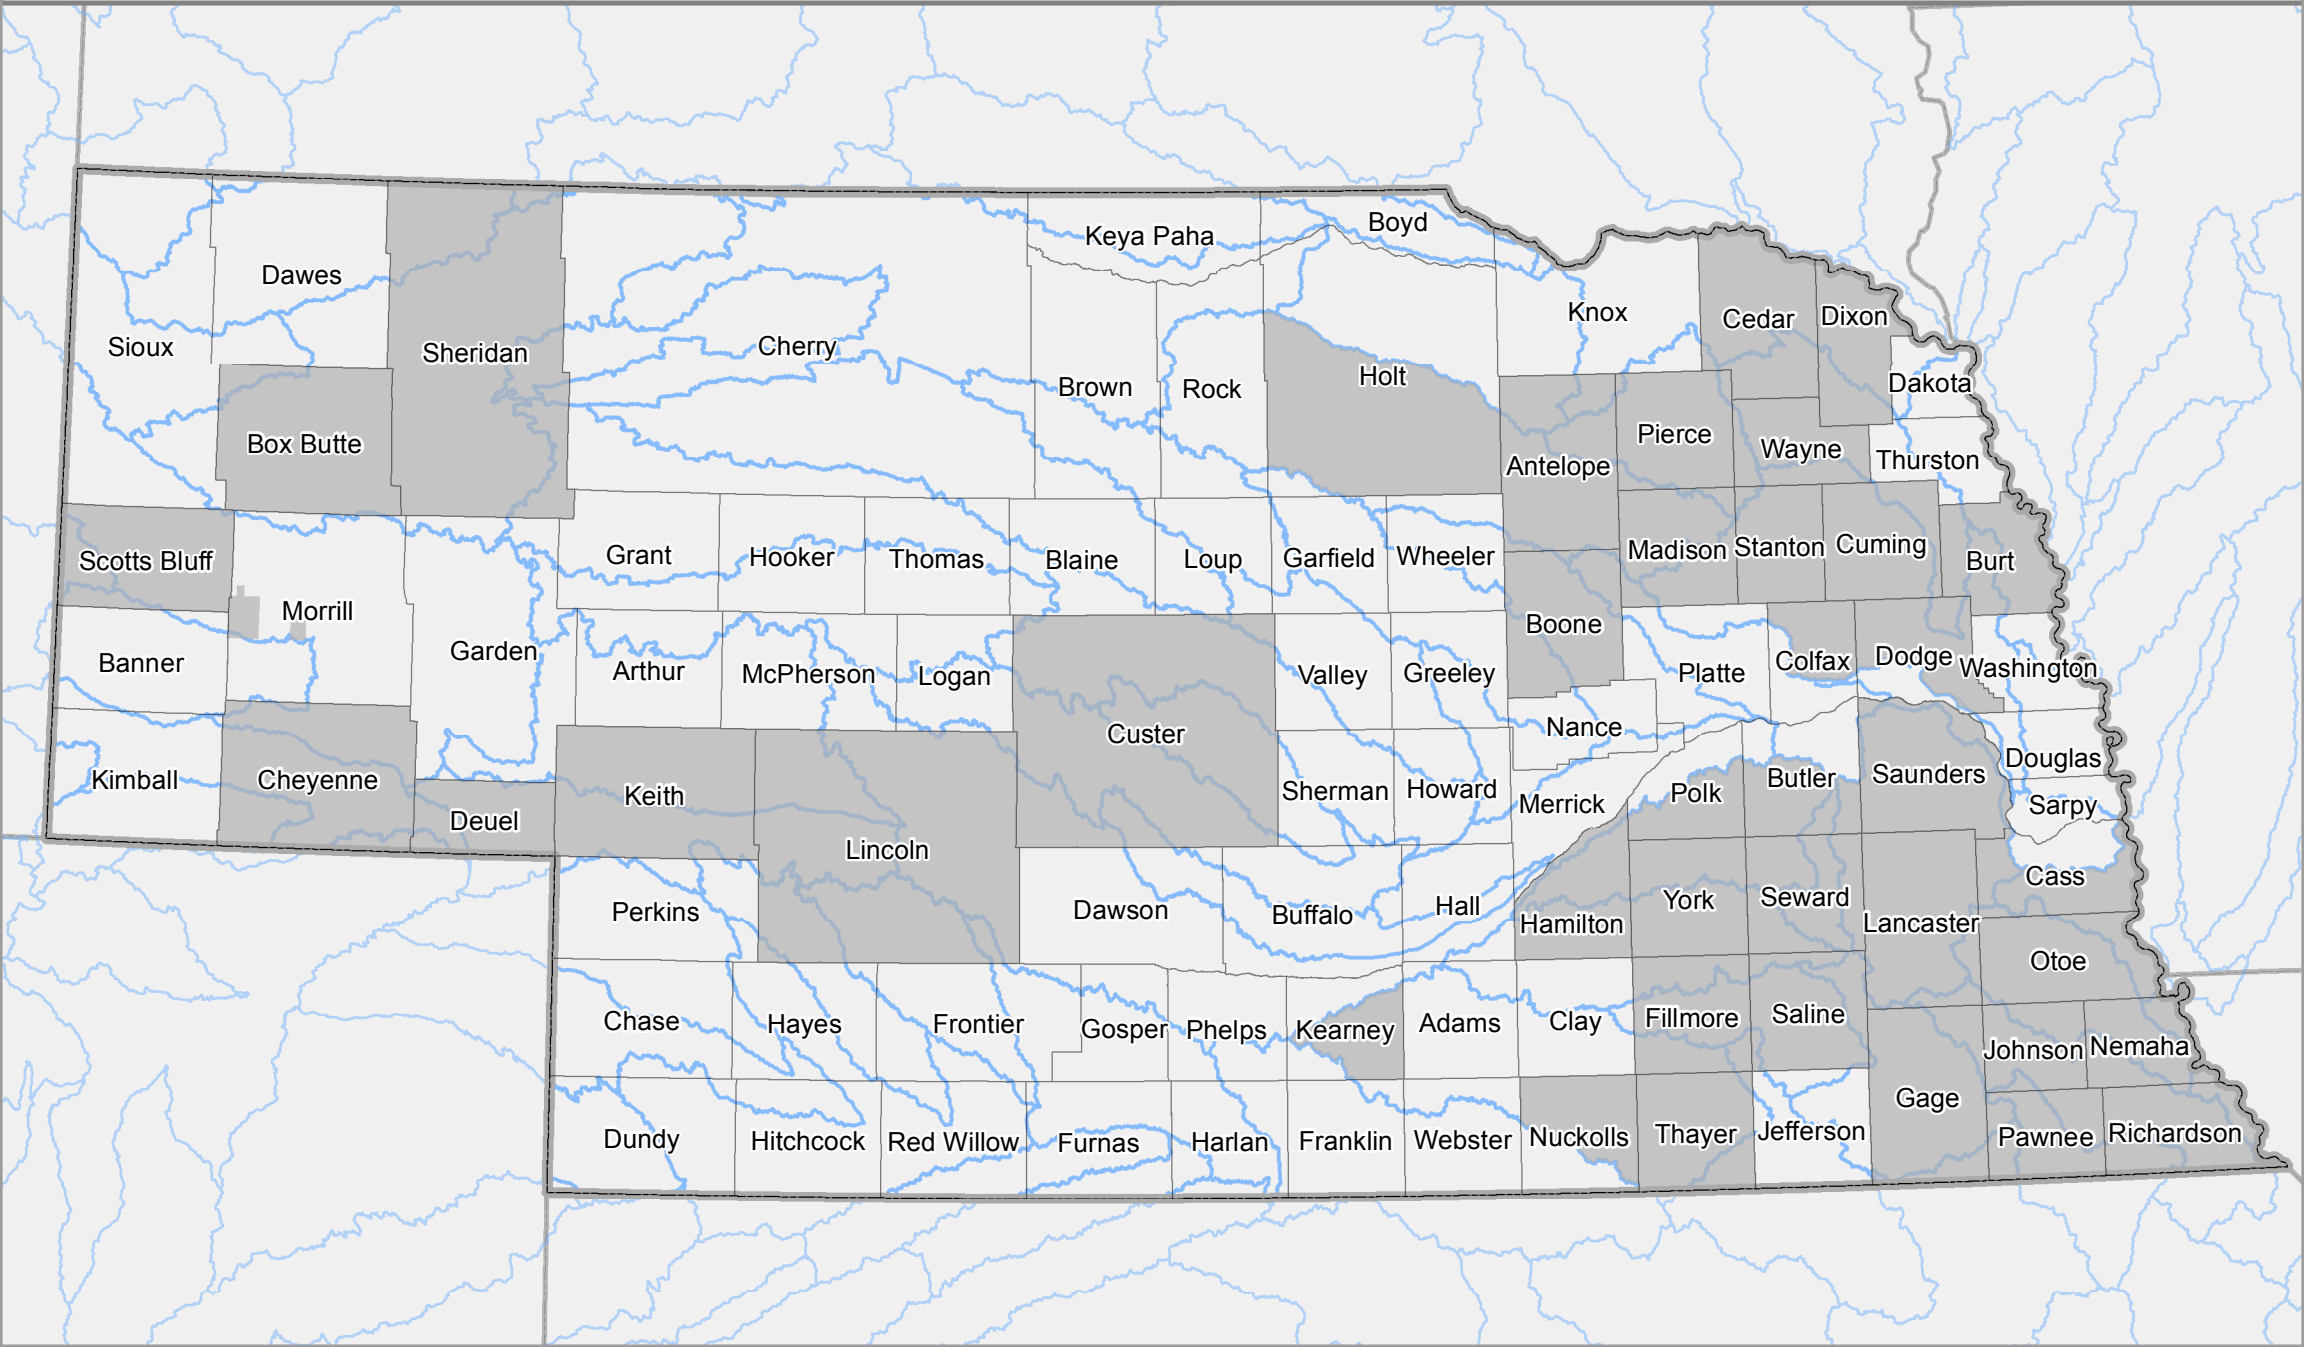 Boyd
Keya Paha
Dawes
Knox
Dixon
Cedar
Sioux
Cherry
Sheridan
Holt
Dakota
Brown
Rock
Pierce
Box Butte
Wayne
Thurston
Antelope
Cuming
Stanton
Madison
Grant
Hooker
Thomas
Blaine
Loup
Garfield
Wheeler
Scotts Bluff
Burt
Morrill
Boone
Garden
Dodge
Colfax
Washington
Banner
Arthur
McPherson
Logan
Valley
Greeley
Platte
Nance
Custer
Douglas
Saunders
Butler
Kimball
Cheyenne
Keith
Sherman
Howard
Polk
Merrick
Sarpy
Deuel
Lincoln
Cass
Seward
York
Perkins
Dawson
Buffalo
Hall
Hamilton
Lancaster
Otoe
Saline
Fillmore
Chase
Hayes
Frontier
Gosper
Phelps
Kearney
Adams
Clay
Johnson
Nemaha
Gage
Dundy
Hitchcock
Red Willow
Furnas
Harlan
Franklin
Webster
Nuckolls
Thayer
Jefferson
Pawnee
Richardson